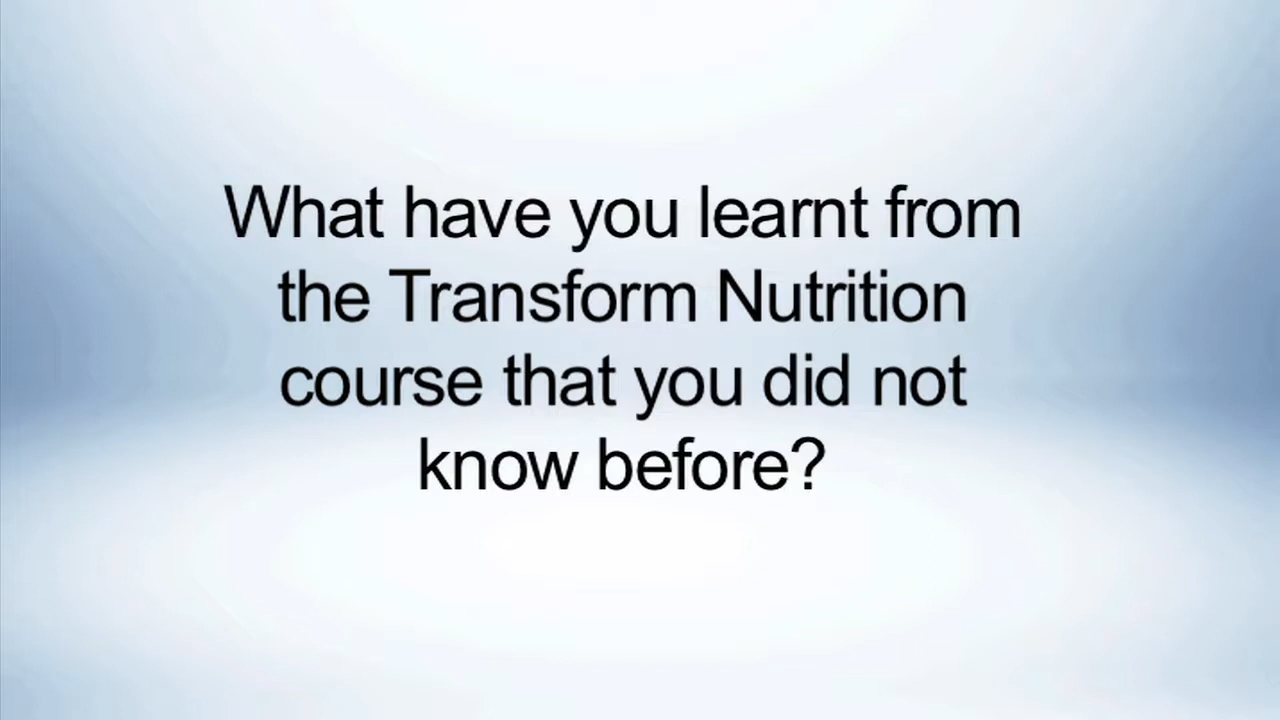 What have you learnt from
the Transform Nutrition
course that you did not
know before?